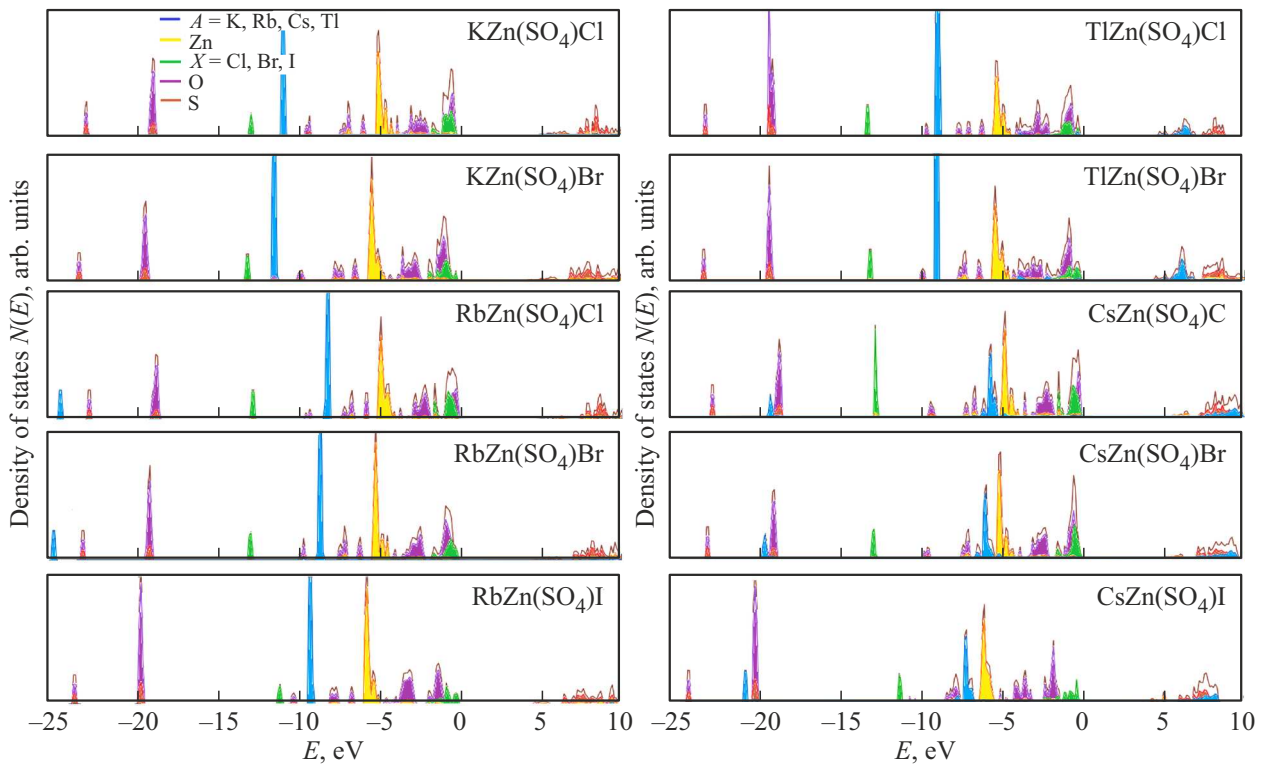 A = K, Rb, Cs, Tl
Zn
X = Cl, Br, I
O
S
KZn(SO4)Cl
KZn(SO4)Br
RbZn(SO4)Cl
RbZn(SO4)Br
RbZn(SO4)I
Density of states N(E), arb. units
–25 –20 –15 –10 –5 0 5 10
E, eV
TlZn(SO4)Cl
TlZn(SO4)Br
CsZn(SO4)C
CsZn(SO4)Br
CsZn(SO4)I
Density of states N(E), arb. units
–25 –20 –15 –10 –5 0 5 10
E, eV